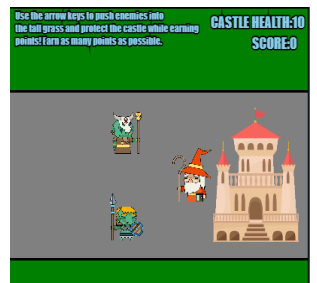 Use the arrow keys to push enemies into
the tall grass and protect the castle while earning
points! Earn as many points as possible.
CASTLE HEALTH:10
SCORE:0